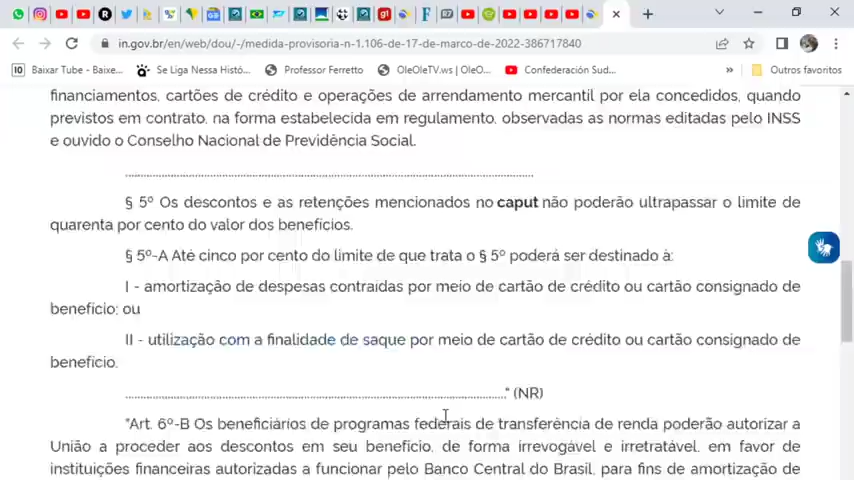 in.gov.br/en/web/dou/-/medida-provisoria-n-1.106-de-17-de-marco-de-2022-386717840
Baixar Tube - Baixe... Se Liga Nessa Histó... Professor Ferretto OleOleTV.ws | OleO... Confederación Sud... » Outros favoritos
financiamentos, cartões de crédito e operações de arrendamento mercantil por ela concedidos, quando
previstos em contrato, na forma estabelecida em regulamento, observadas as normas editadas pelo INSS
e ouvido o Conselho Nacional de Previdência Social.
..........................................................................................................
§ 5º Os descontos e as retenções mencionados no caput não poderão ultrapassar o limite de
quarenta por cento do valor dos benefícios.
§ 5º-A Até cinco por cento do limite de que trata o § 5º poderá ser destinado à:
I - amortização de despesas contraídas por meio de cartão de crédito ou cartão consignado de
benefício; ou
II - utilização com a finalidade de saque por meio de cartão de crédito ou cartão consignado de
benefício.
..................................................................................................." (NR)
"Art. 6º-B Os beneficiários de programas federais de transferência de renda poderão autorizar a
União a proceder aos descontos em seu benefício, de forma irrevogável e irretratável, em favor de
instituições financeiras autorizadas a funcionar pelo Banco Central do Brasil, para fins de amortização de